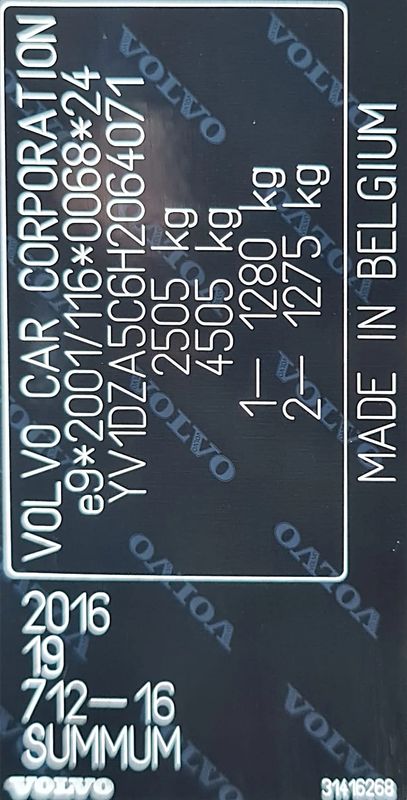 VOLVO CAR CORPORATION
e9*2001/116*0068*24
YV1DZA5C6H2064071
2505 kg
4505 kg
1— 1280 kg
2— 1275 kg
MADE IN BELGIUM
2016
19
712—16
SUMMUM
VOLVO
31416268